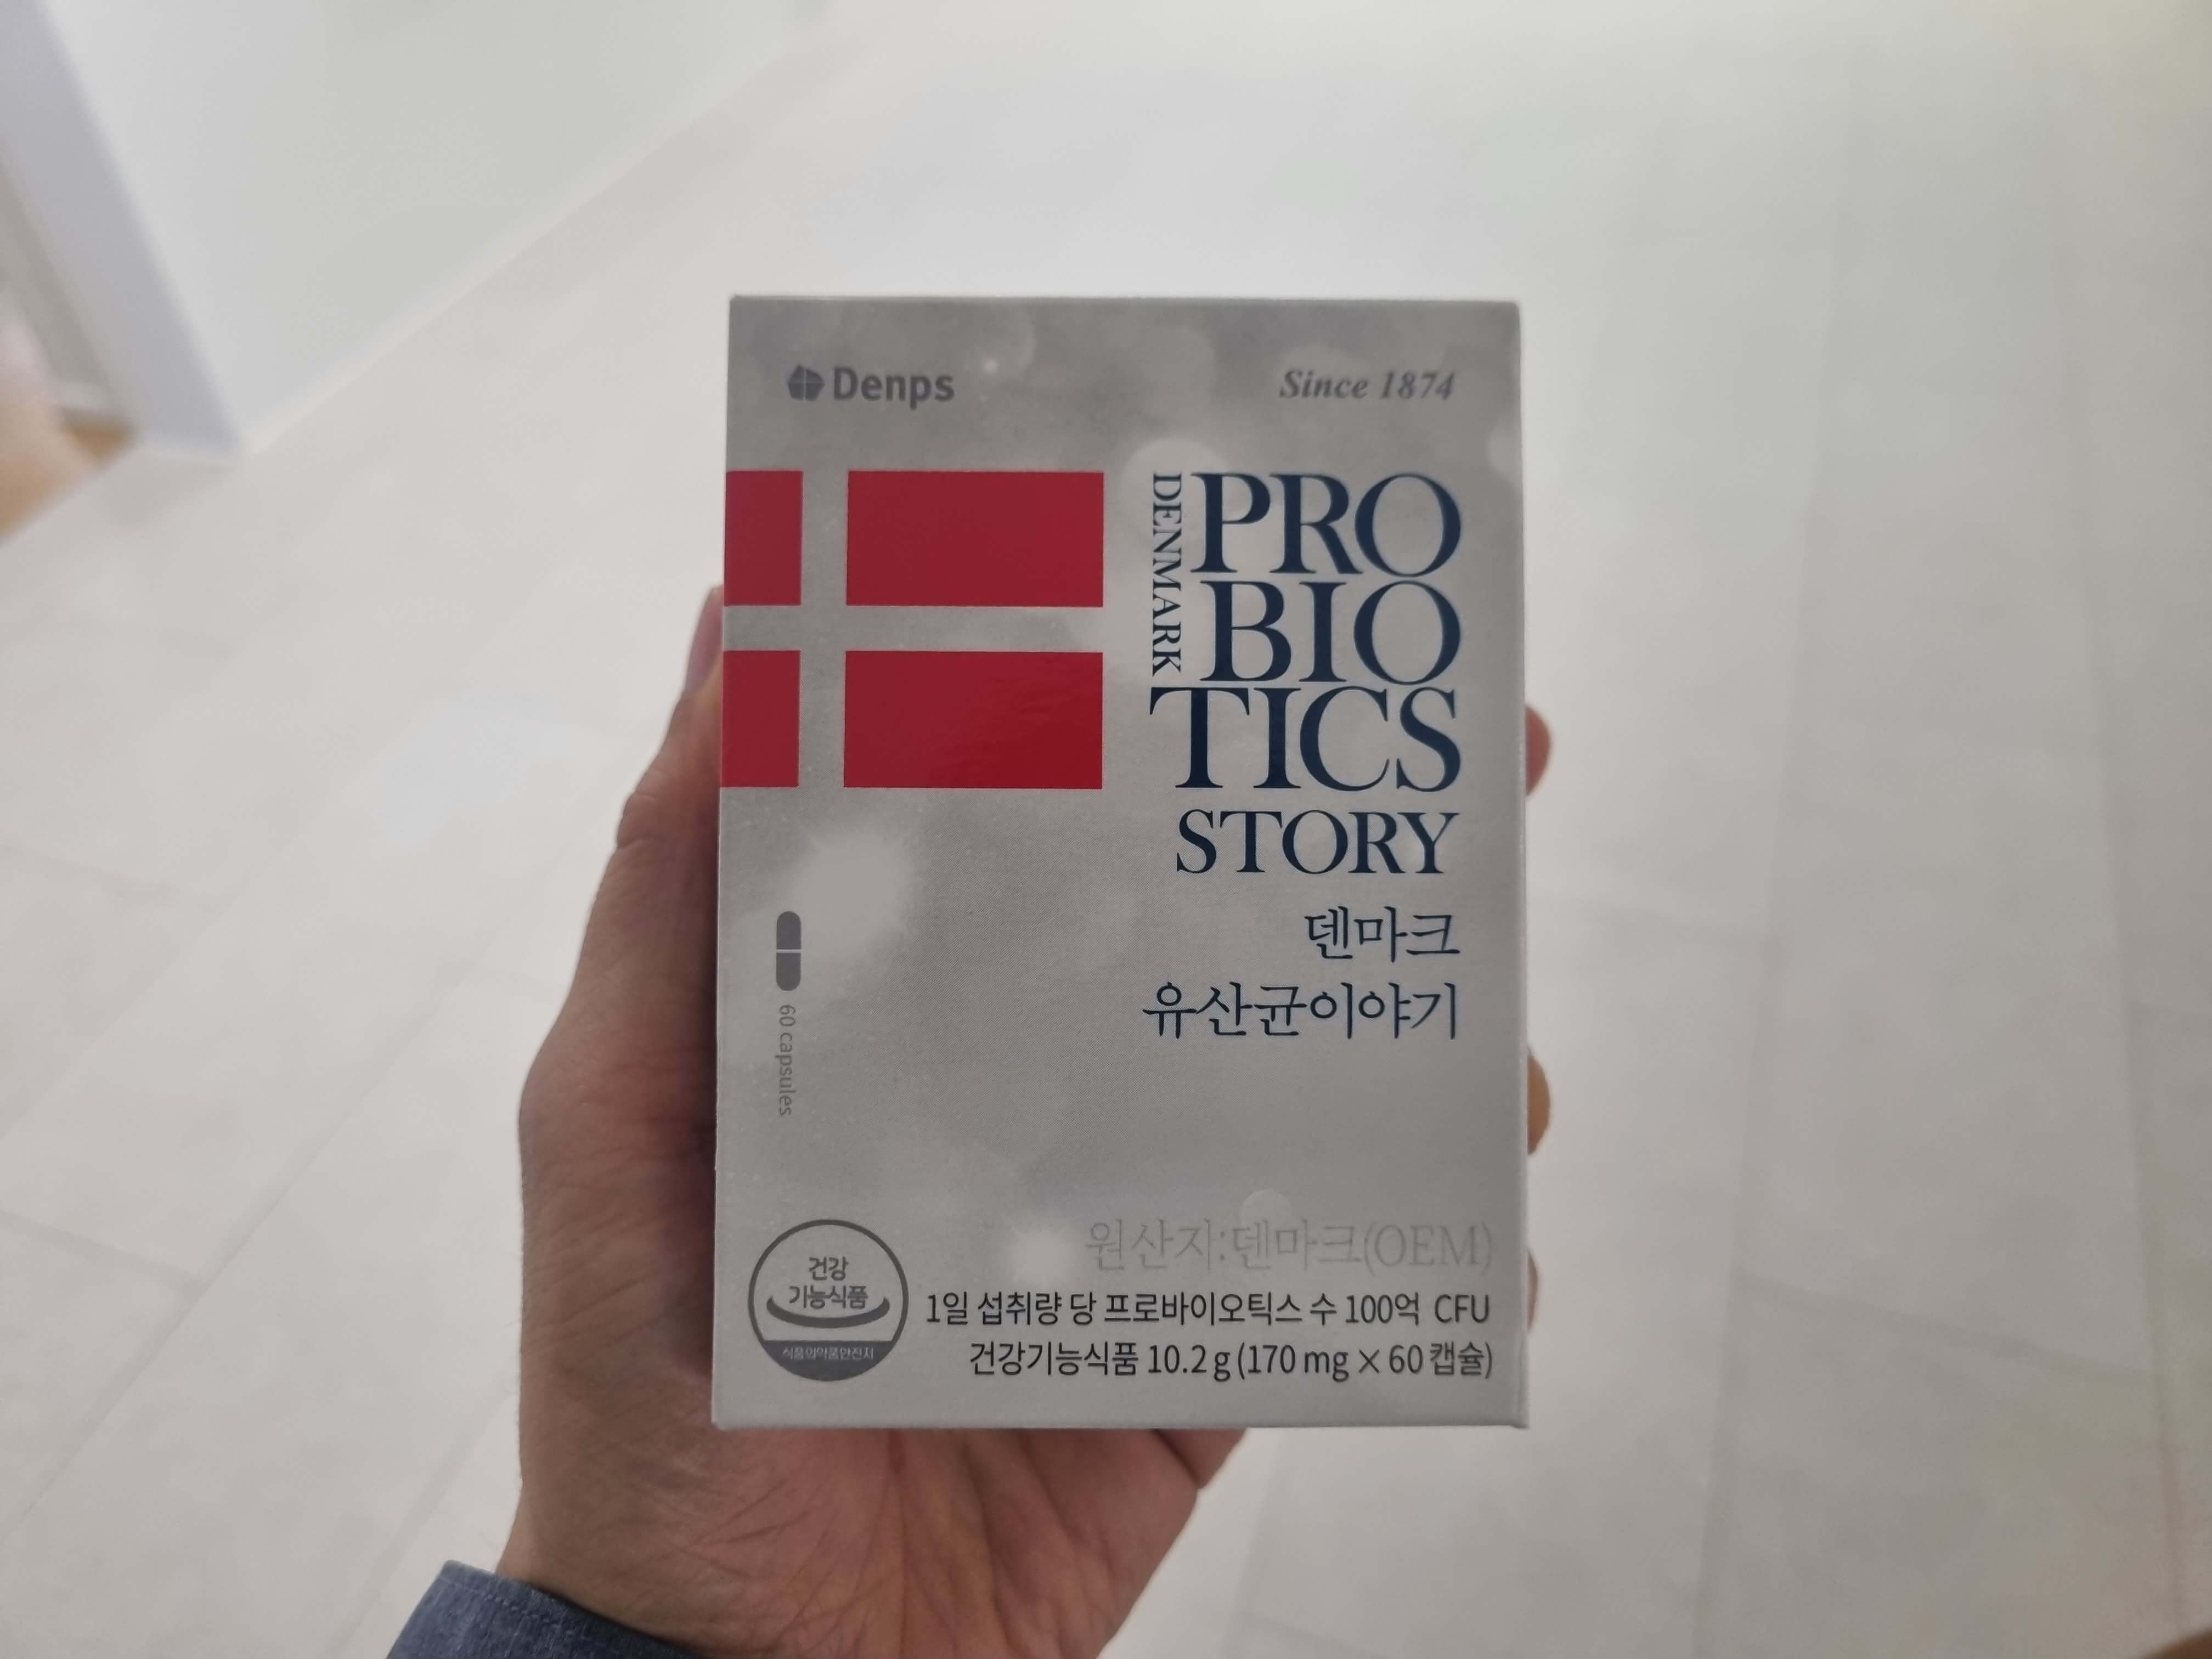 Denps
Since 1874
DENMARK
PRO
BIO
TICS
STORY
덴마크
유산균이야기
60 capsules
원산지:덴마크(OEM)
1일 섭취량 당 프로바이오틱스 수 100억 CFU
건강기능식품 10.2 g (170 mg × 60 캡슐)
건강
기능식품
식품의약품안전처